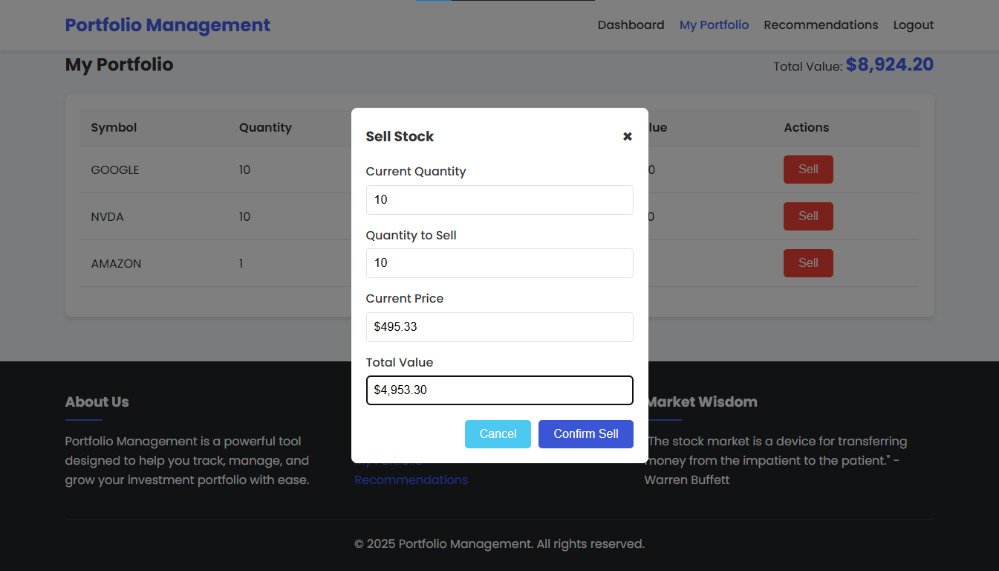 Portfolio Management
Dashboard My Portfolio Recommendations Logout
My Portfolio
Total Value: $8,924.20
Symbol Quantity Actions
GOOGLE 10 Sell
NVDA 10 Sell
AMAZON 1 Sell
Sell Stock ✖
Current Quantity
10
Quantity to Sell
10
Current Price
$495.33
Total Value
$4,953.30
Cancel Confirm Sell
About Us
Portfolio Management is a powerful tool
designed to help you track, manage, and
grow your investment portfolio with ease.
My Portfolio
Recommendations
Market Wisdom
"The stock market is a device for transferring
money from the impatient to the patient." -
Warren Buffett
© 2025 Portfolio Management. All rights reserved.